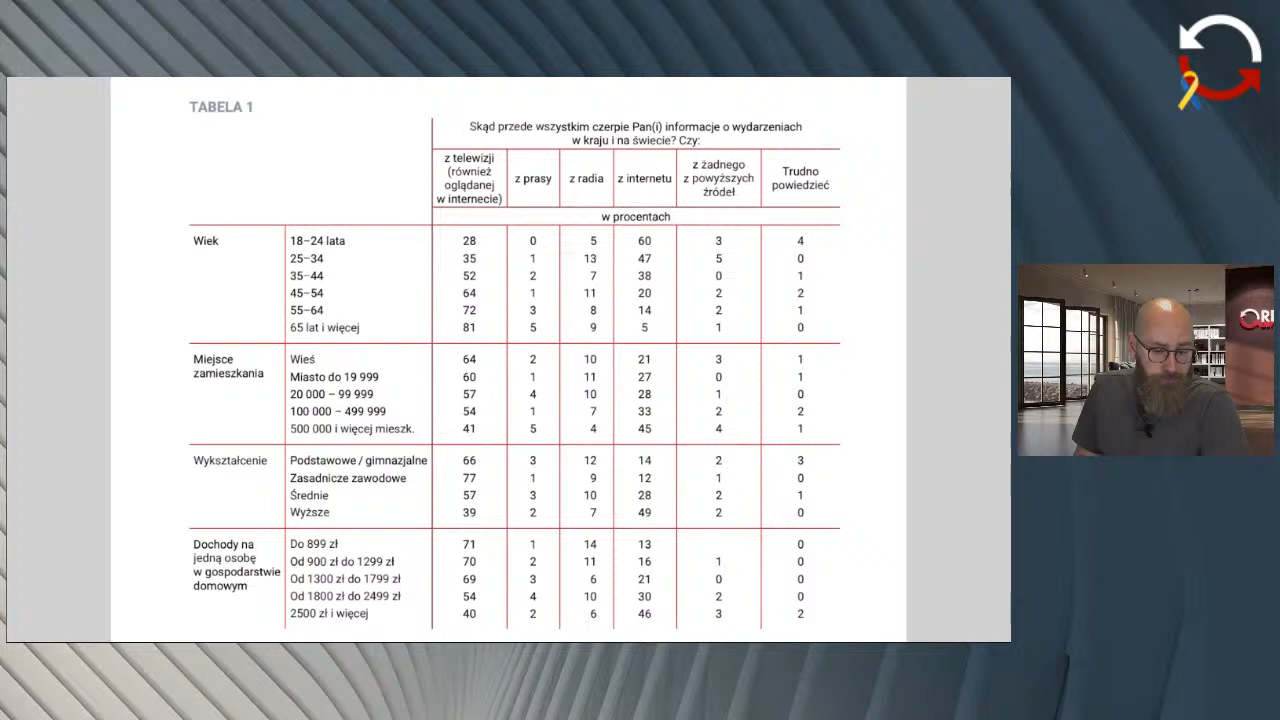 TABELA 1
Skąd przede wszystkim czerpie Pan(i) informacje o wydarzeniach
w kraju i na świecie? Czy:
z telewizji
(również
oglądanej
w internecie)
z prasy
z radia
z internetu
z żadnego
z powyższych
źródeł
Trudno
powiedzieć
w procentach
Wiek
18–24 lata 28 0 5 60 3 4
25–34 35 1 13 47 5 0
35–44 52 2 7 38 0 1
45–54 64 1 11 20 2 2
55–64 72 3 8 14 2 1
65 lat i więcej 81 5 9 5 1 0
Miejsce
zamieszkania
Wieś 64 2 10 21 3 1
Miasto do 19 999 60 1 11 27 0 1
20 000 – 99 999 57 4 10 28 1 0
100 000 – 499 999 54 1 7 33 2 2
500 000 i więcej mieszk. 41 5 4 45 4 1
Wykształcenie
Podstawowe / gimnazjalne 66 3 12 14 2 3
Zasadnicze zawodowe 77 1 9 12 1 0
Średnie 57 3 10 28 2 1
Wyższe 39 2 7 49 2 0
Dochody na
jedną osobę
w gospodarstwie
domowym
Do 899 zł 71 1 14 13 0
Od 900 zł do 1299 zł 70 2 11 16 1 0
Od 1300 zł do 1799 zł 69 3 6 21 0 0
Od 1800 zł do 2499 zł 54 4 10 30 2 0
2500 zł i więcej 40 2 6 46 3 2